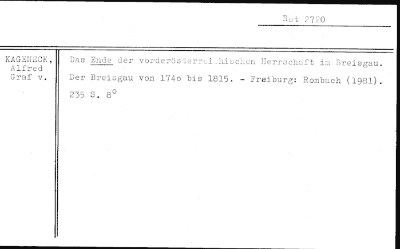 Rot 2720
KAGENECK,
Alfred
Graf v.
Das Ende der vorderösterreichischen Herrschaft im Breisgau.
Der Breisgau von 1740 bis 1815. - Freiburg: Rombach (1981).
235 S. 8°